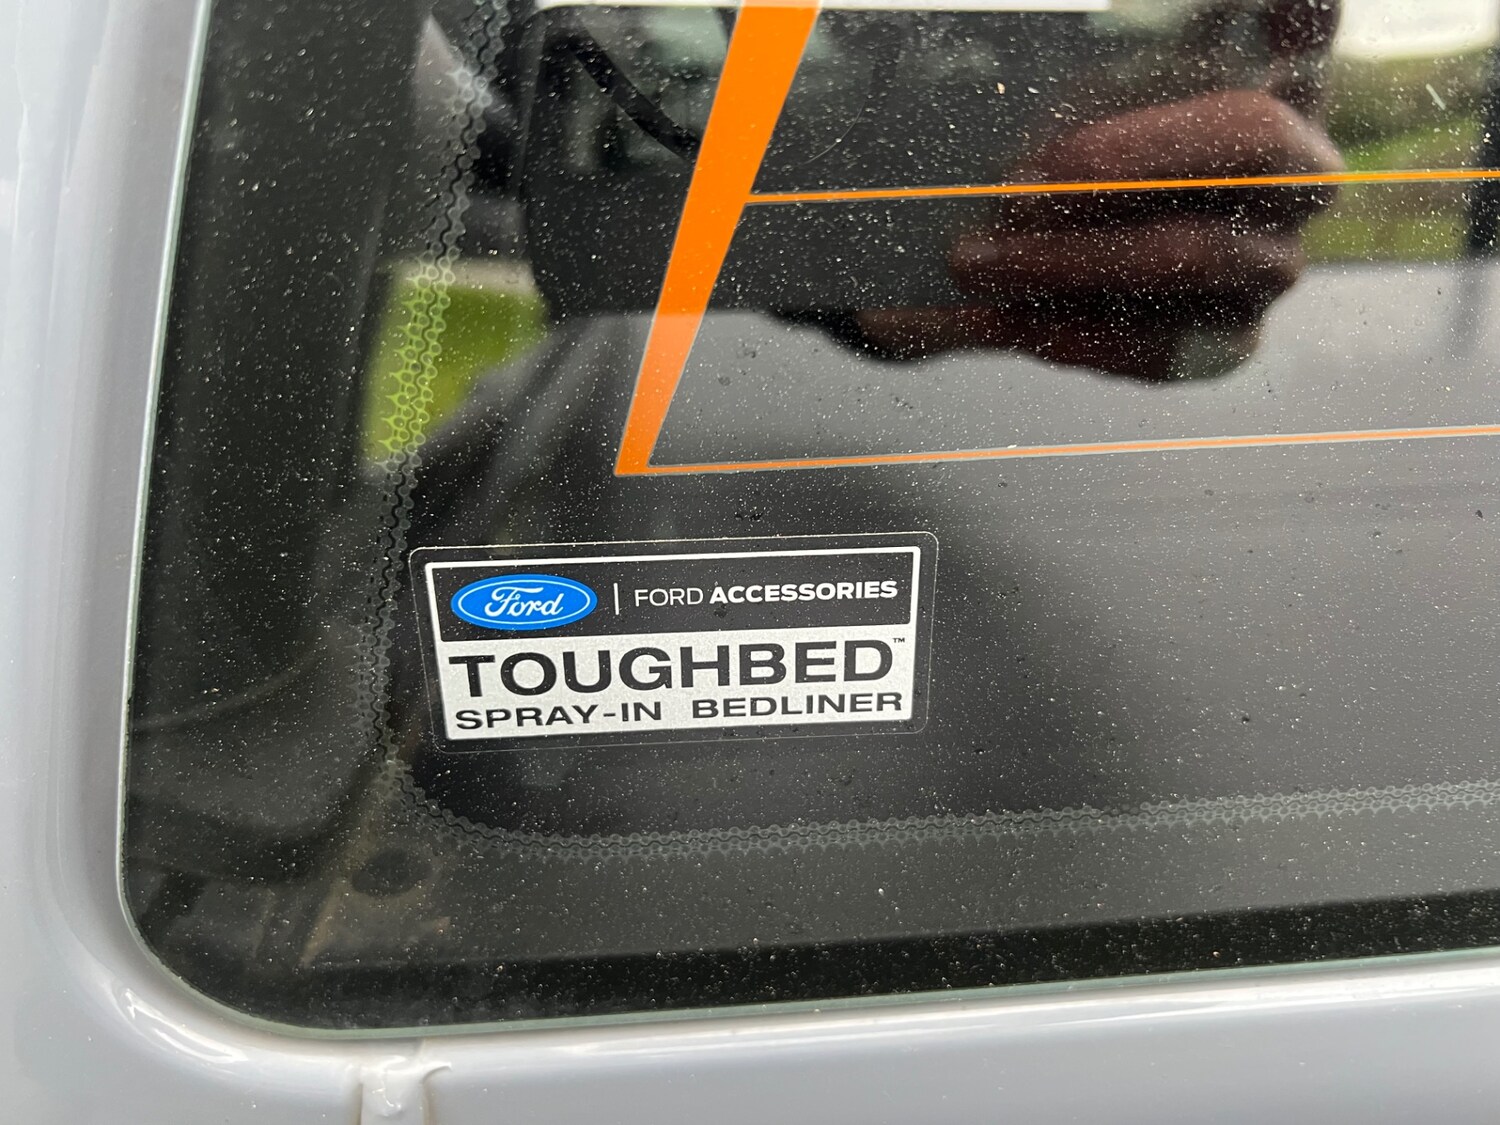 Ford | FORD ACCESSORIES
TOUGHBED™
SPRAY-IN BEDLINER